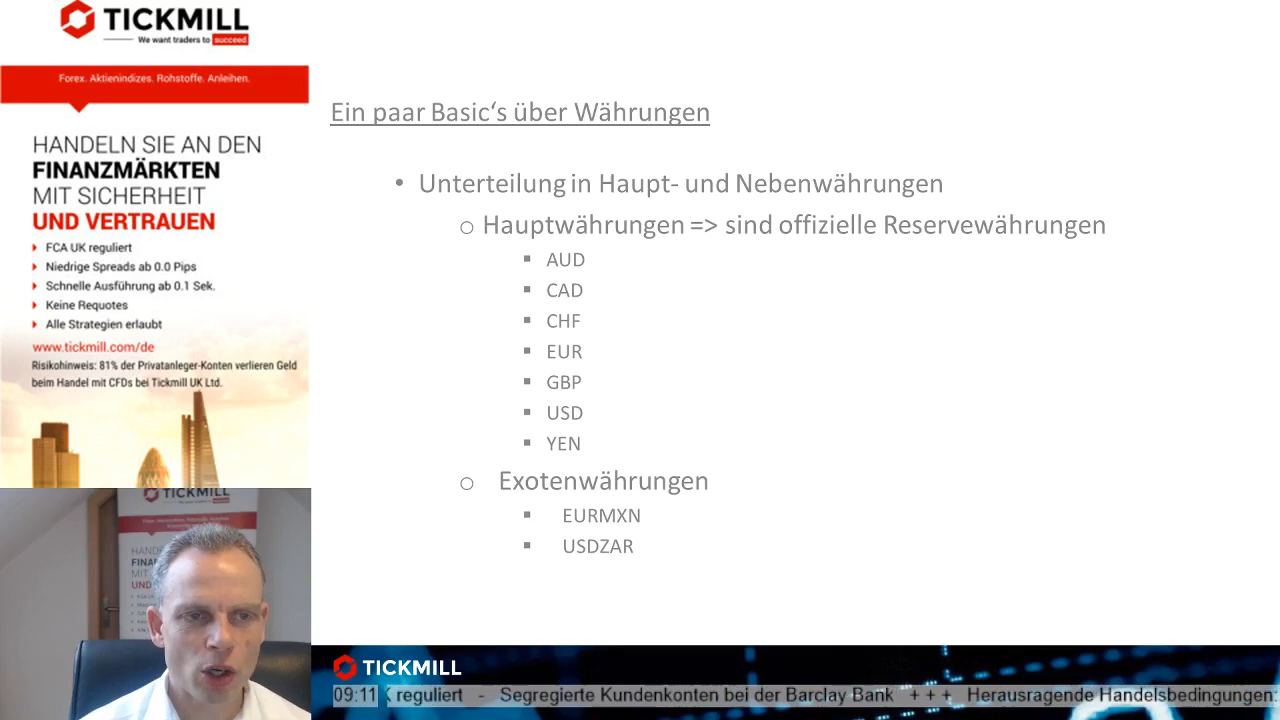 TICKMILL
We want traders to succeed
Forex. Aktienindizes. Rohstoffe. Anleihen.
HANDELN SIE AN DEN
FINANZMÄRKTEN
MIT SICHERHEIT
UND VERTRAUEN
FCA UK reguliert
Niedrige Spreads ab 0.0 Pips
Schnelle Ausführung ab 0.1 Sek.
Keine Requotes
Alle Strategien erlaubt
www.tickmill.com/de
Risikohinweis: 81% der Privatanleger-Konten verlieren Geld
beim Handel mit CFDs bei Tickmill UK Ltd.
Ein paar Basic‘s über Währungen
• Unterteilung in Haupt- und Nebenwährungen
o Hauptwährungen => sind offizielle Reservewährungen
▪ AUD
▪ CAD
▪ CHF
▪ EUR
▪ GBP
▪ USD
▪ YEN
o Exotenwährungen
▪ EURMXN
▪ USDZAR
TICKMILL
HANDE
FINAN
MIT
UND
TICKMILL
09:11 reguliert - Segregierte Kundenkonten bei der Barclay Bank + + + Herausragende Handelsbedingungen: